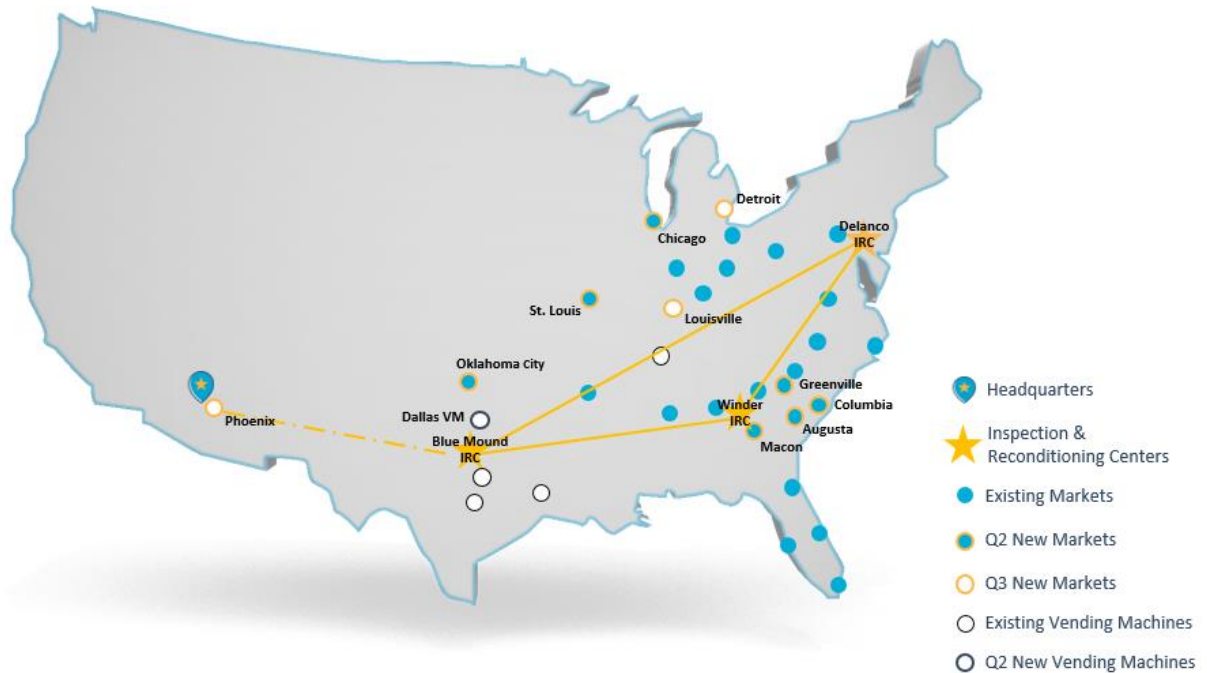 Detroit
Delanco
IRC
Chicago
St. Louis
Louisville
Oklahoma City
Greenville
Columbia
Dallas VM
Winder
IRC
Augusta
Phoenix
Blue Mound
IRC
Macon
Headquarters
Inspection &
Reconditioning Centers
Existing Markets
Q2 New Markets
Q3 New Markets
Existing Vending Machines
Q2 New Vending Machines